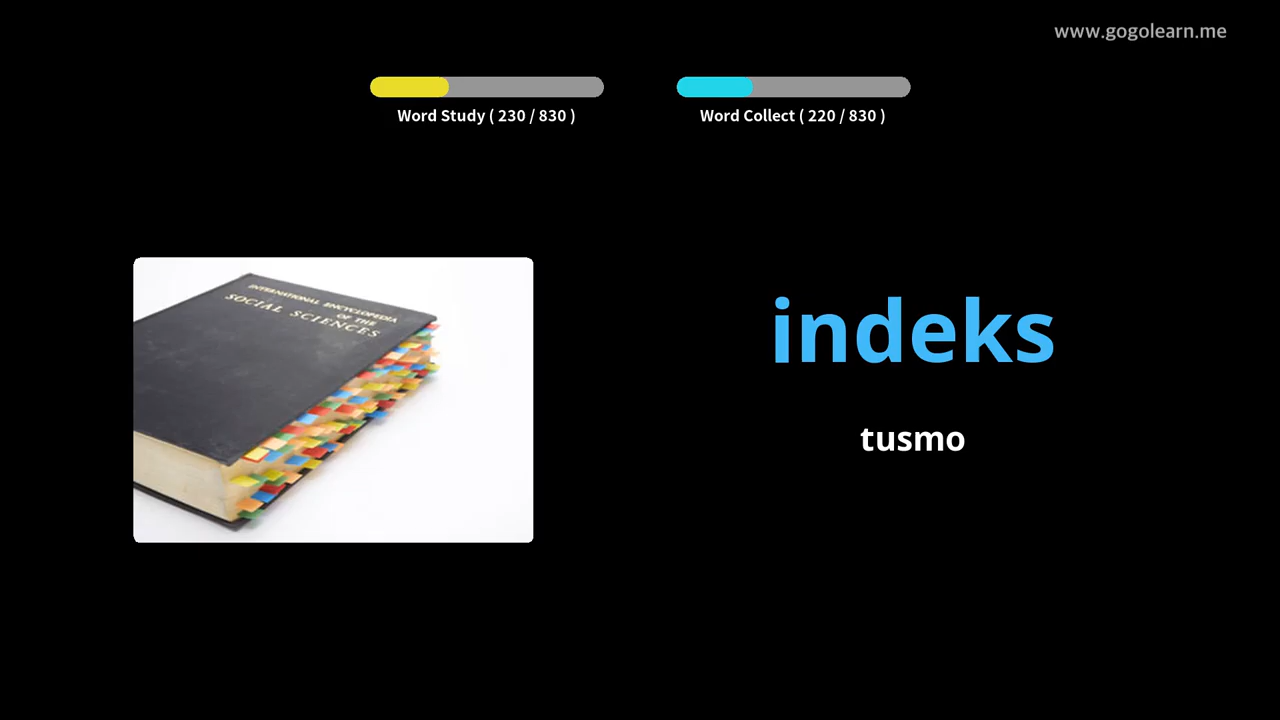 www.gogolearn.me
Word Study ( 230 / 830 )
Word Collect ( 220 / 830 )
INTERNATIONAL ENCYCLOPEDIA
OF THE
SOCIAL SCIENCES
indeks
tusmo